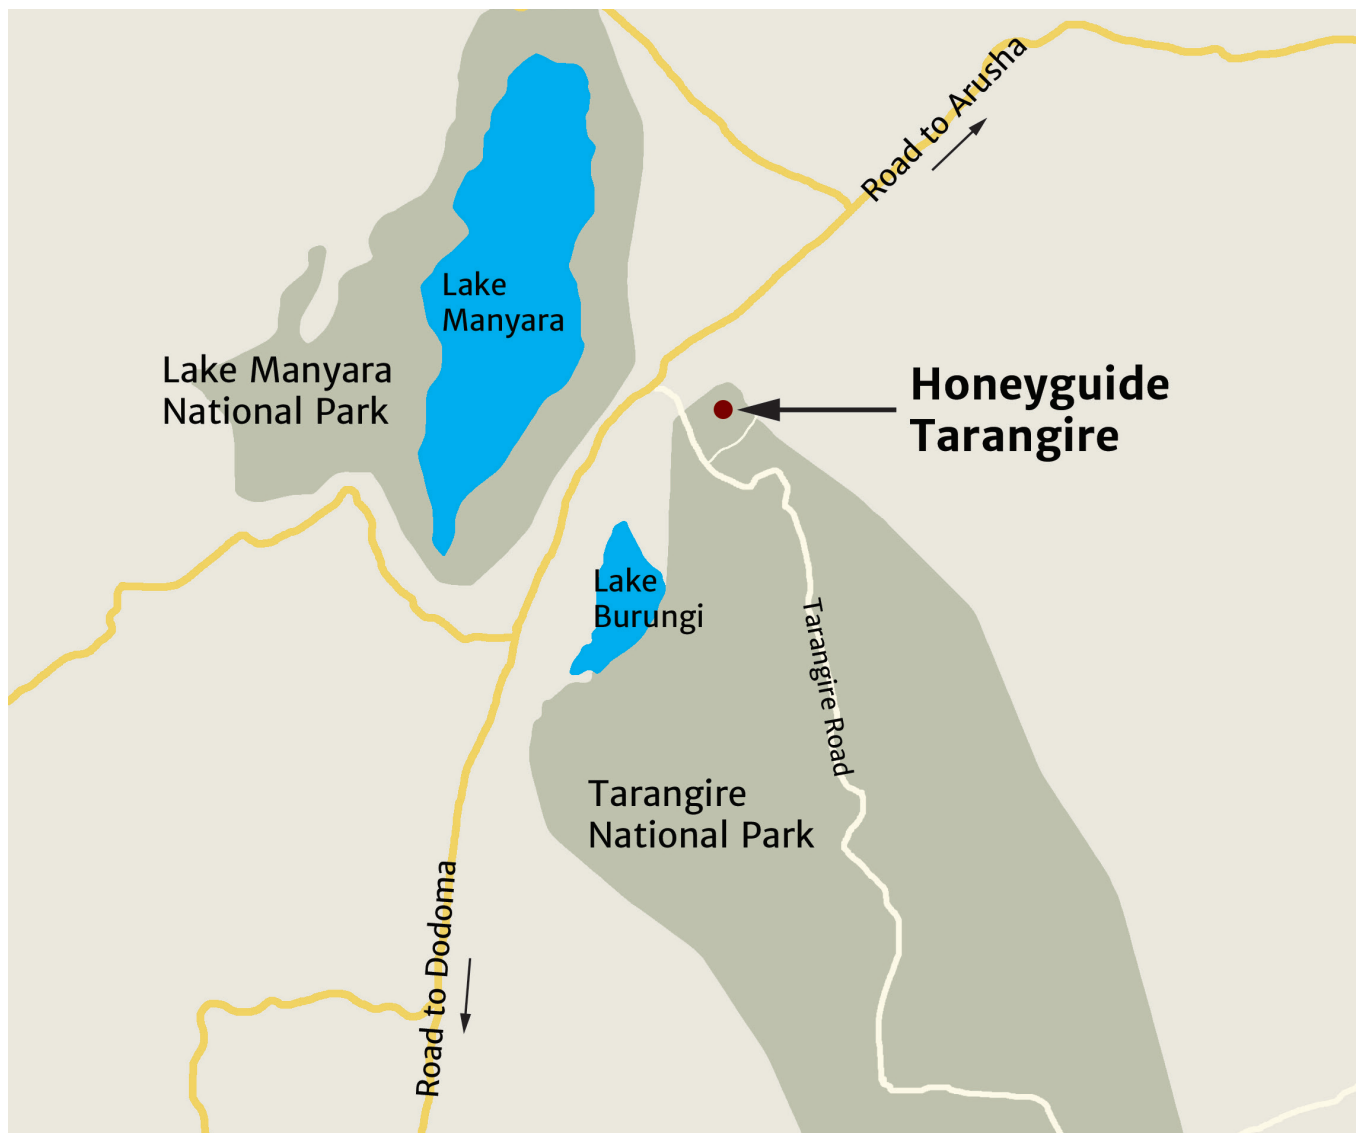 Road to Arusha
Lake
Manyara
Lake Manyara
National Park
Honeyguide
Tarangire
Lake
Burungi
Tarangire Road
Tarangire
National Park
Road to Dodoma